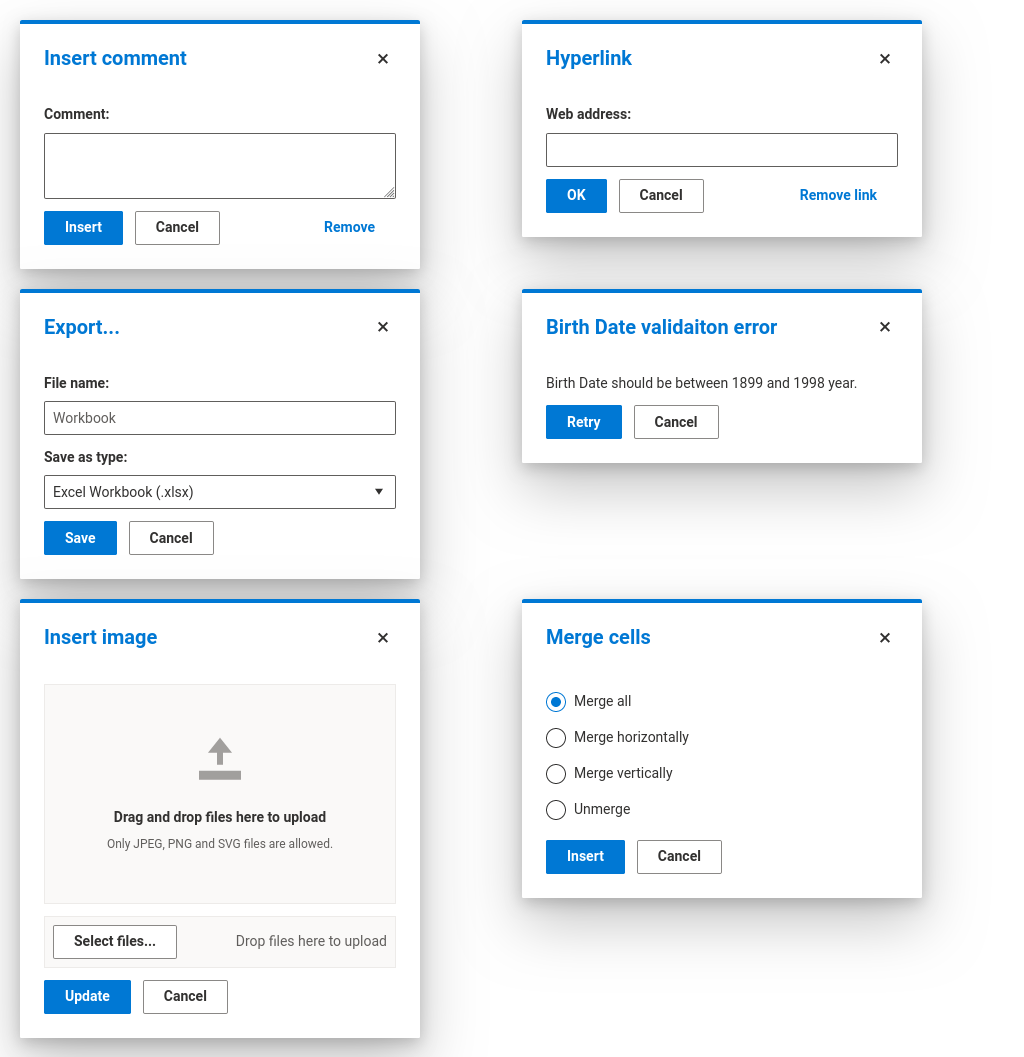 Insert comment
Comment:
Insert
Cancel
Remove
Hyperlink
Web address:
OK
Cancel
Remove link
Export...
File name:
Workbook
Save as type:
Excel Workbook (.xlsx)
Save
Cancel
Birth Date validaiton error
Birth Date should be between 1899 and 1998 year.
Retry
Cancel
Insert image
Drag and drop files here to upload
Only JPEG, PNG and SVG files are allowed.
Select files...
Drop files here to upload
Update
Cancel
Merge cells
Merge all
Merge horizontally
Merge vertically
Unmerge
Insert
Cancel